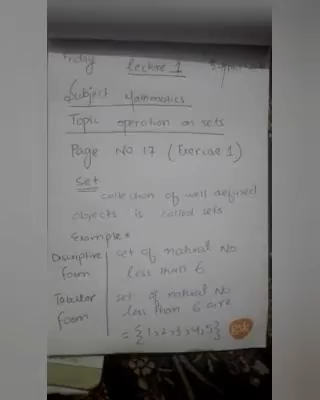 Friday Lecture 1
Subject Mathematics
Topic operation on sets
Page No 17 (Exercise 1)
Set
collection of well defined
objects is called sets
Example:
Discriptive form set of natural No
less than 6
Tabular form set of natural No
less than 6 are
= {1,2,3,4,5}